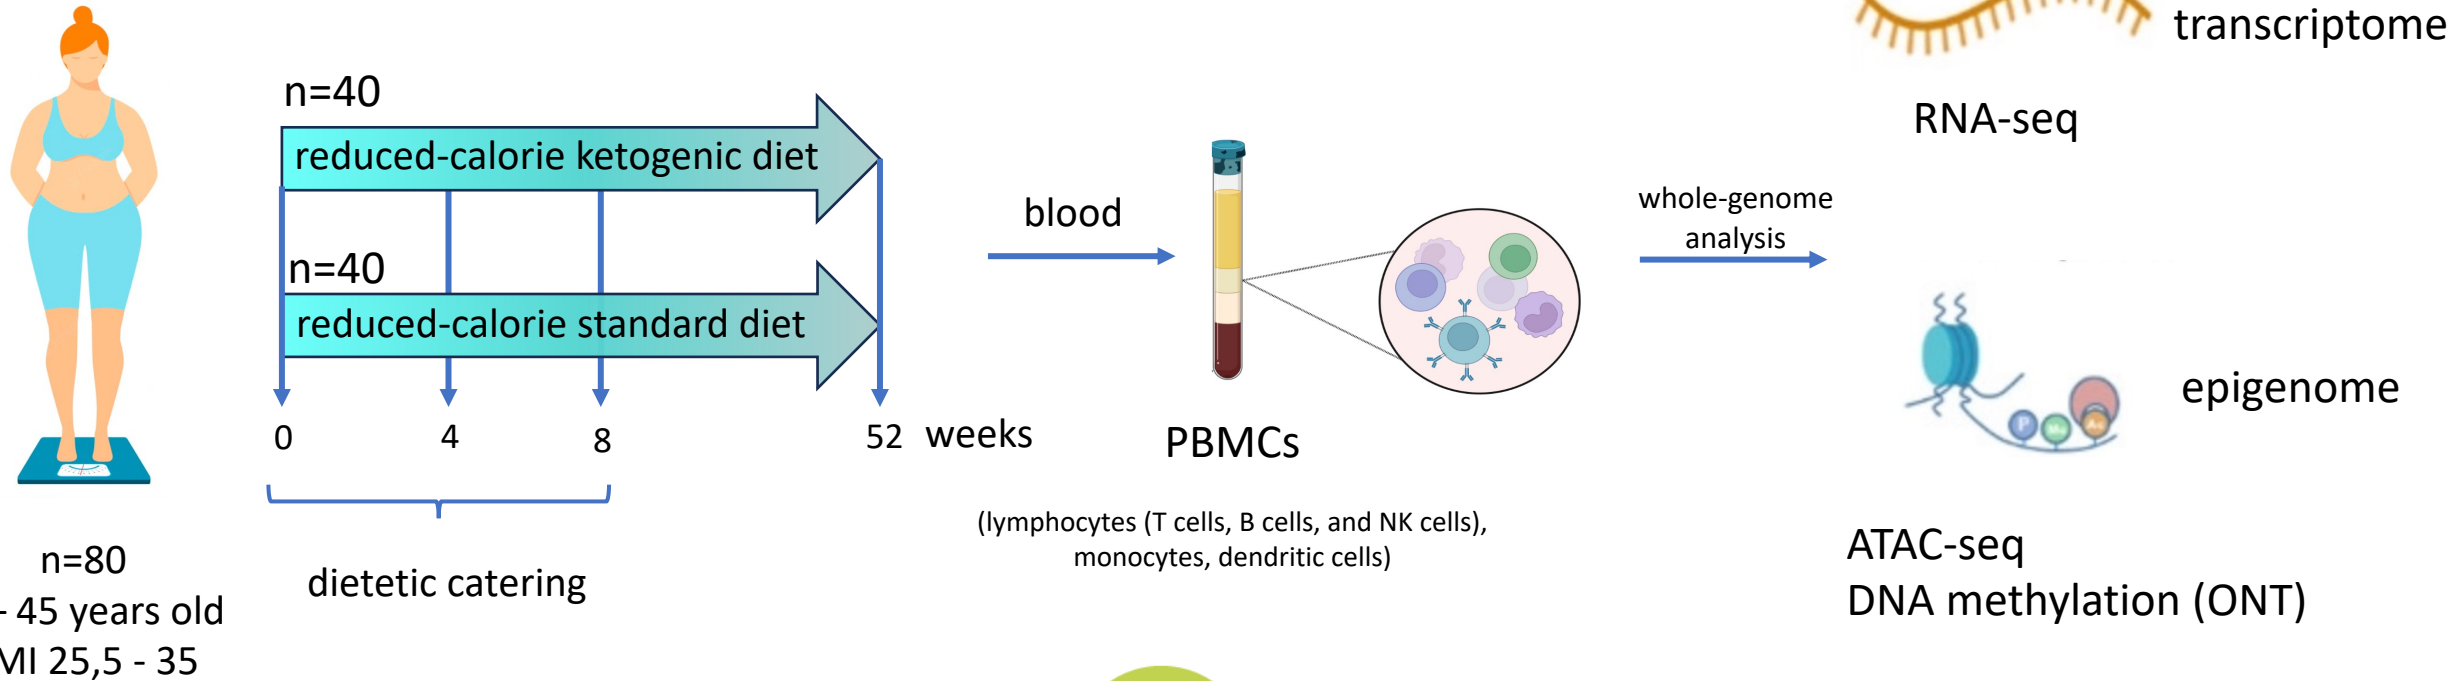 n=40
reduced-calorie ketogenic diet
n=40
reduced-calorie standard diet
0
4
8
52 weeks
dietetic catering
n=80
- 45 years old
MI 25,5 - 35
blood
PBMCs
(lymphocytes (T cells, B cells, and NK cells),
monocytes, dendritic cells)
whole-genome
analysis
transcriptome
RNA-seq
P
Me
Ac
epigenome
ATAC-seq
DNA methylation (ONT)